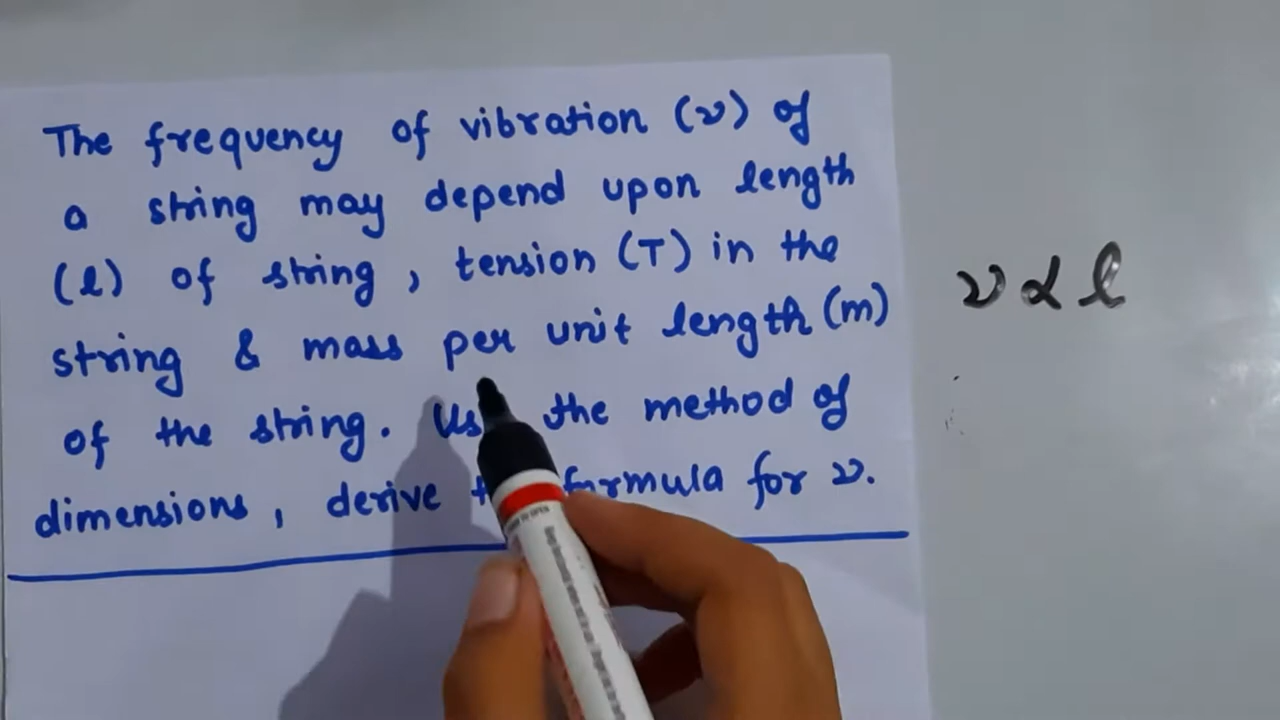 The frequency of vibration (ν) of
a string may depend upon length
(l) of string, tension (T) in the
string & mass per unit length (m)
of the string. the method of
dimensions, derive formula for ν.
ν ∝ l